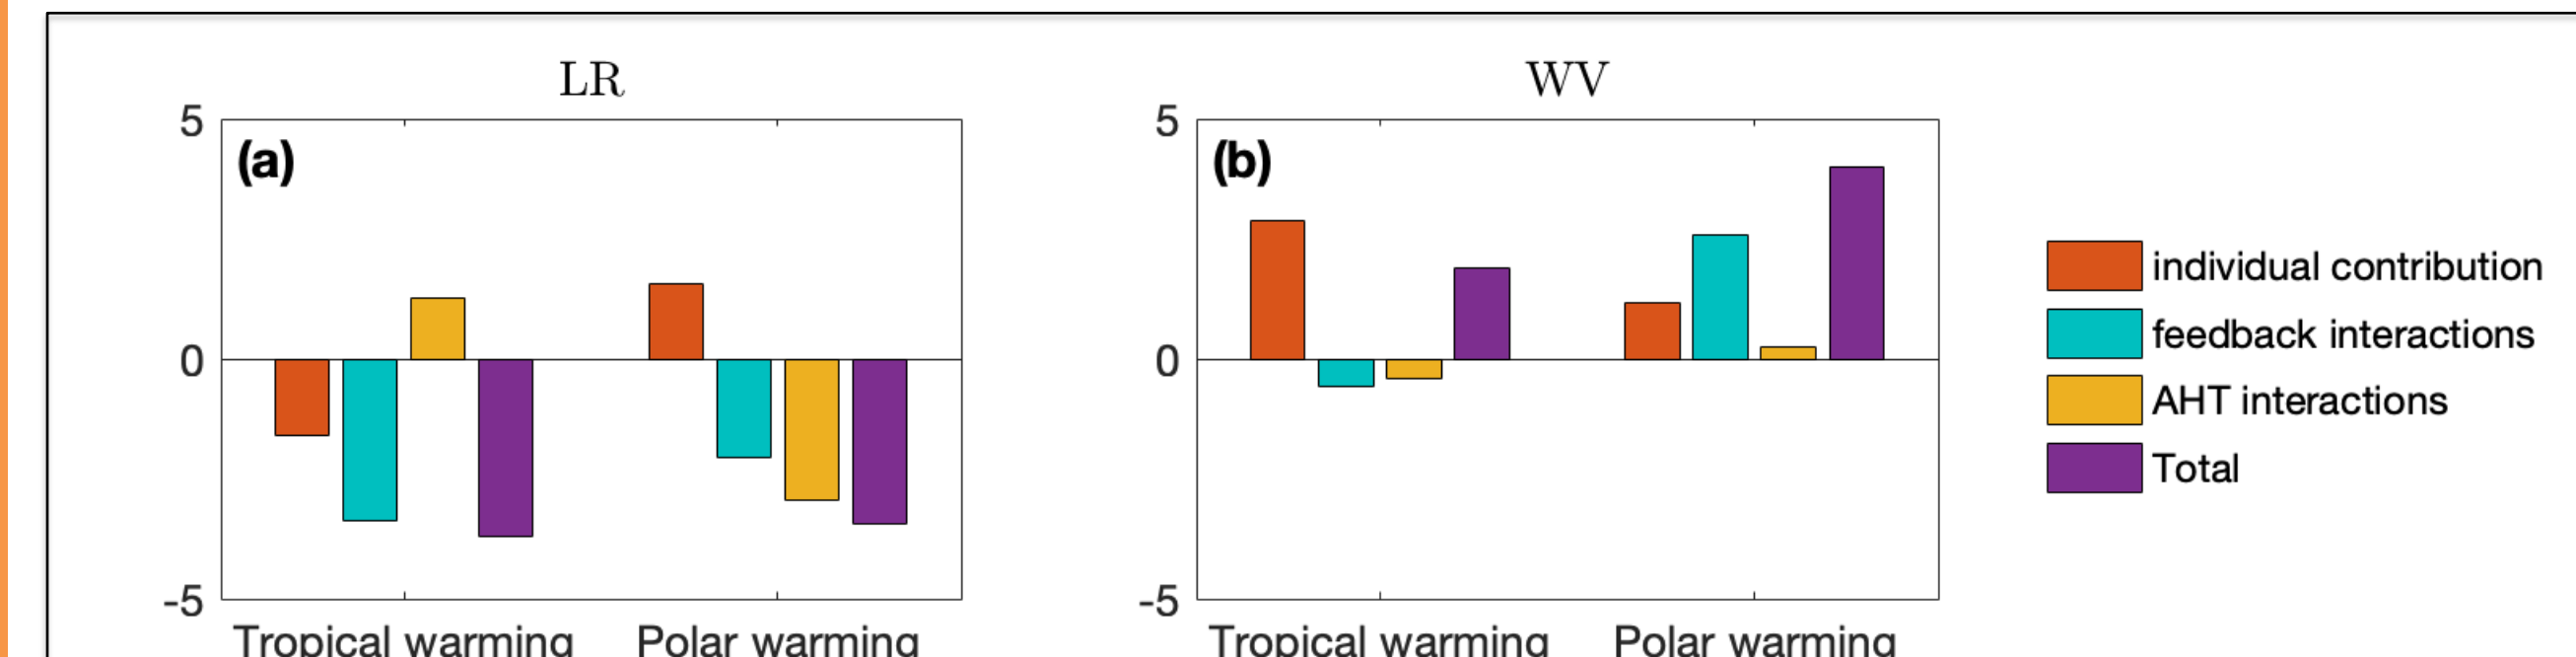 LR
5
(a)
0
-5
Tropical warming Polar warming
WV
5
(b)
0
-5
Tropical warming Polar warming
individual contribution
feedback interactions
AHT interactions
Total